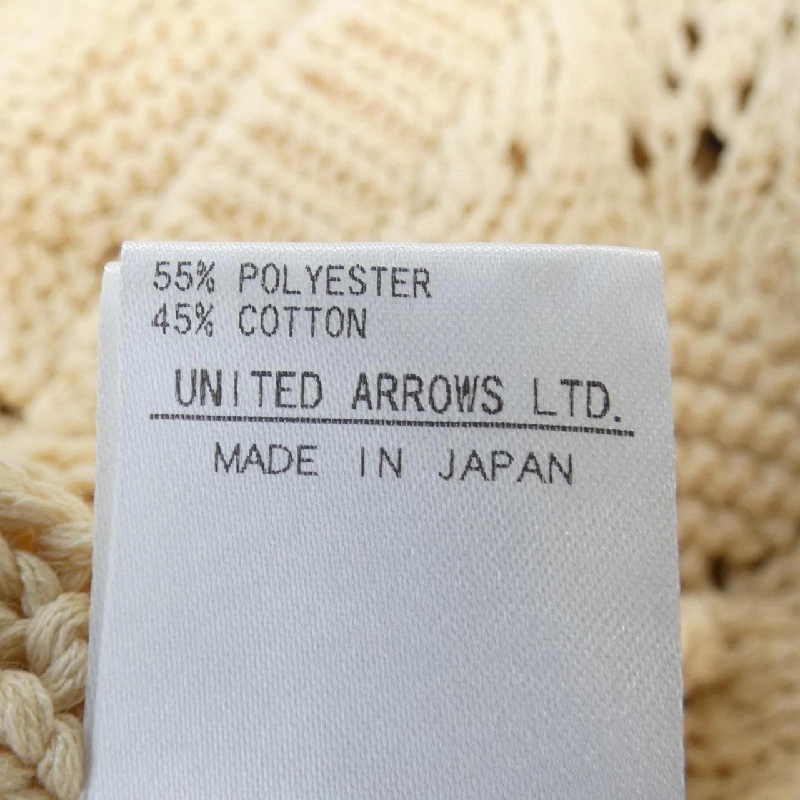 55% POLYESTER
45% COTTON
UNITED ARROWS LTD.
MADE IN JAPAN